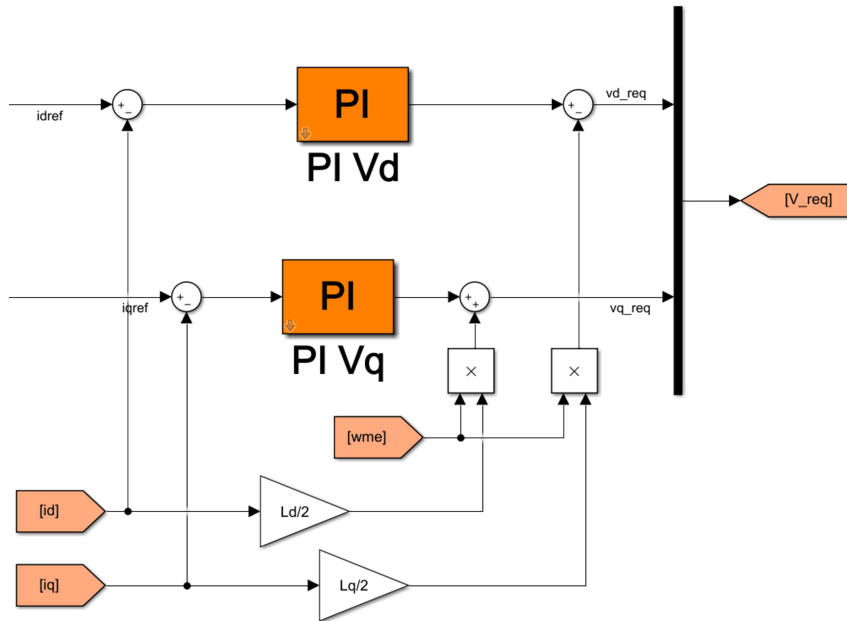 idref
+
−
PI
PI Vd
+
−
vd_req
[V_req]
iqref
+
−
PI
PI Vq
+
+
vq_req
×
×
[wme]
[id]
Ld/2
[iq]
Lq/2